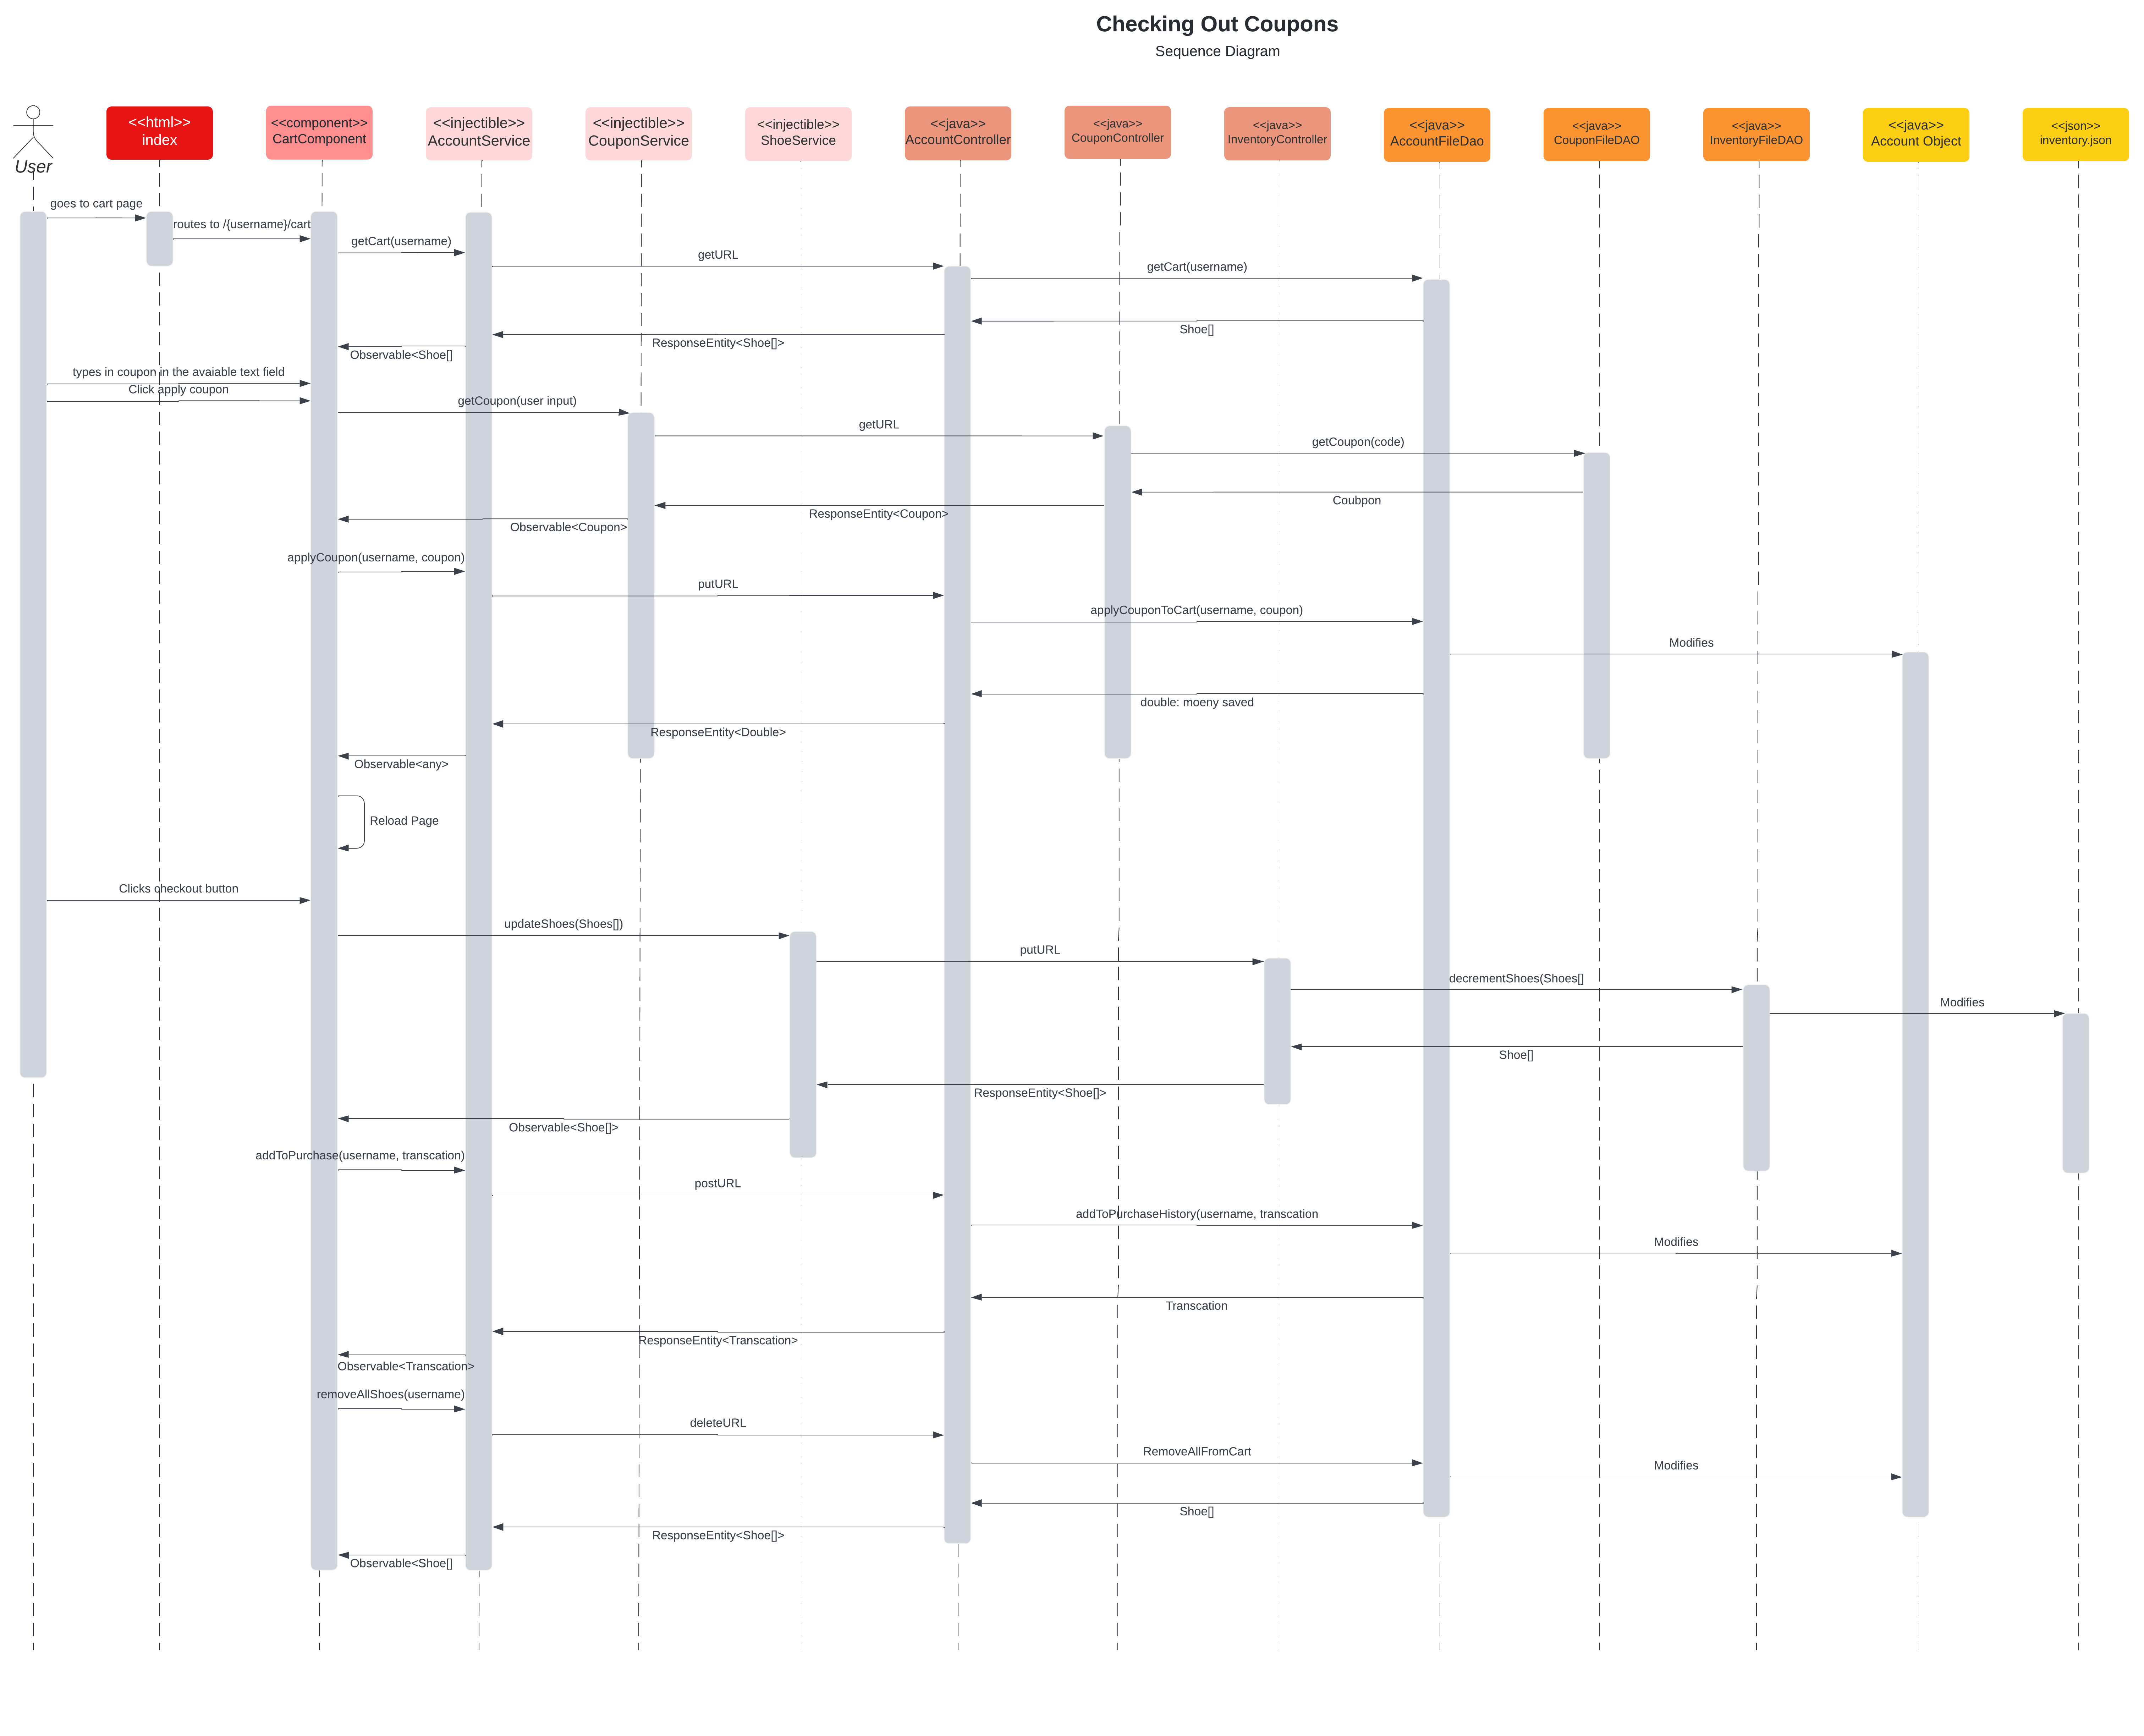 Checking Out Coupons
Sequence Diagram
User
<<html>>
index
<<component>>
CartComponent
<<injectible>>
AccountService
<<injectible>>
CouponService
<<injectible>>
ShoeService
<<java>>
AccountController
<<java>>
CouponController
<<java>>
InventoryController
<<java>>
AccountFileDao
<<java>>
CouponFileDAO
<<java>>
InventoryFileDAO
<<java>>
Account Object
<<json>>
inventory.json
goes to cart page
routes to /{username}/cart
getCart(username)
getURL
getCart(username)
Shoe[]
ResponseEntity<Shoe[]>
Observable<Shoe[]
types in coupon in the avaiable text field
Click apply coupon
getCoupon(user input)
getURL
getCoupon(code)
Coubpon
ResponseEntity<Coupon>
Observable<Coupon>
applyCoupon(username, coupon)
putURL
applyCouponToCart(username, coupon)
Modifies
double: moeny saved
ResponseEntity<Double>
Observable<any>
Reload Page
Clicks checkout button
updateShoes(Shoes[])
putURL
decrementShoes(Shoes[]
Modifies
Shoe[]
ResponseEntity<Shoe[]>
Observable<Shoe[]>
addToPurchase(username, transcation)
postURL
addToPurchaseHistory(username, transcation
Modifies
Transcation
ResponseEntity<Transcation>
Observable<Transcation>
removeAllShoes(username)
deleteURL
RemoveAllFromCart
Modifies
Shoe[]
ResponseEntity<Shoe[]>
Observable<Shoe[]